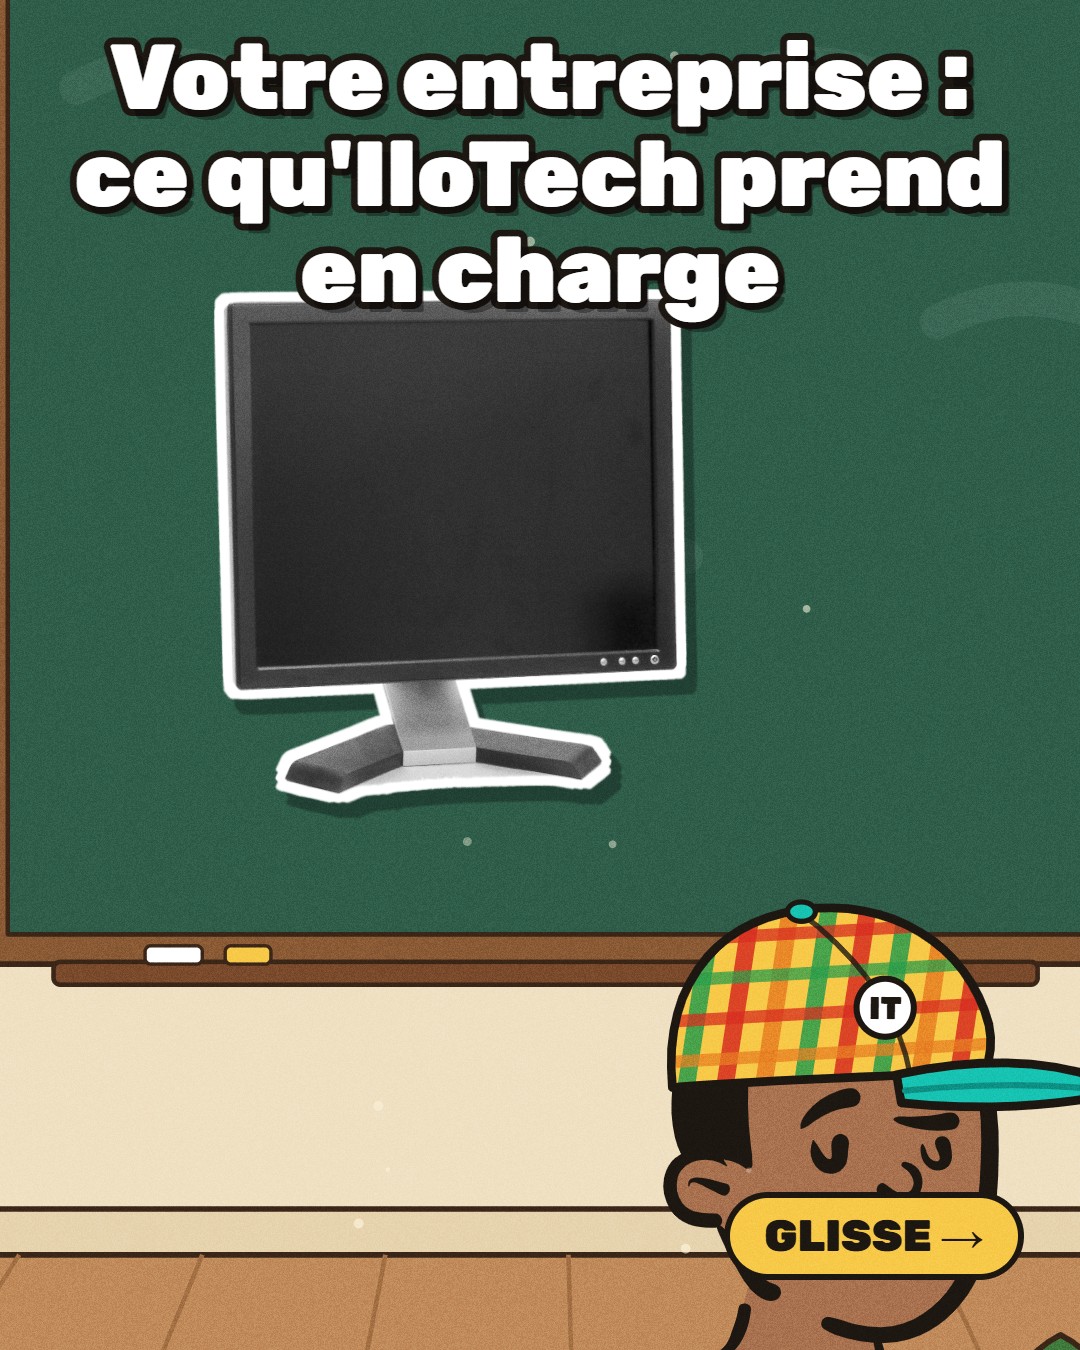 Votre entreprise :
ce qu'IloTech prend
en charge
IT
GLISSE →